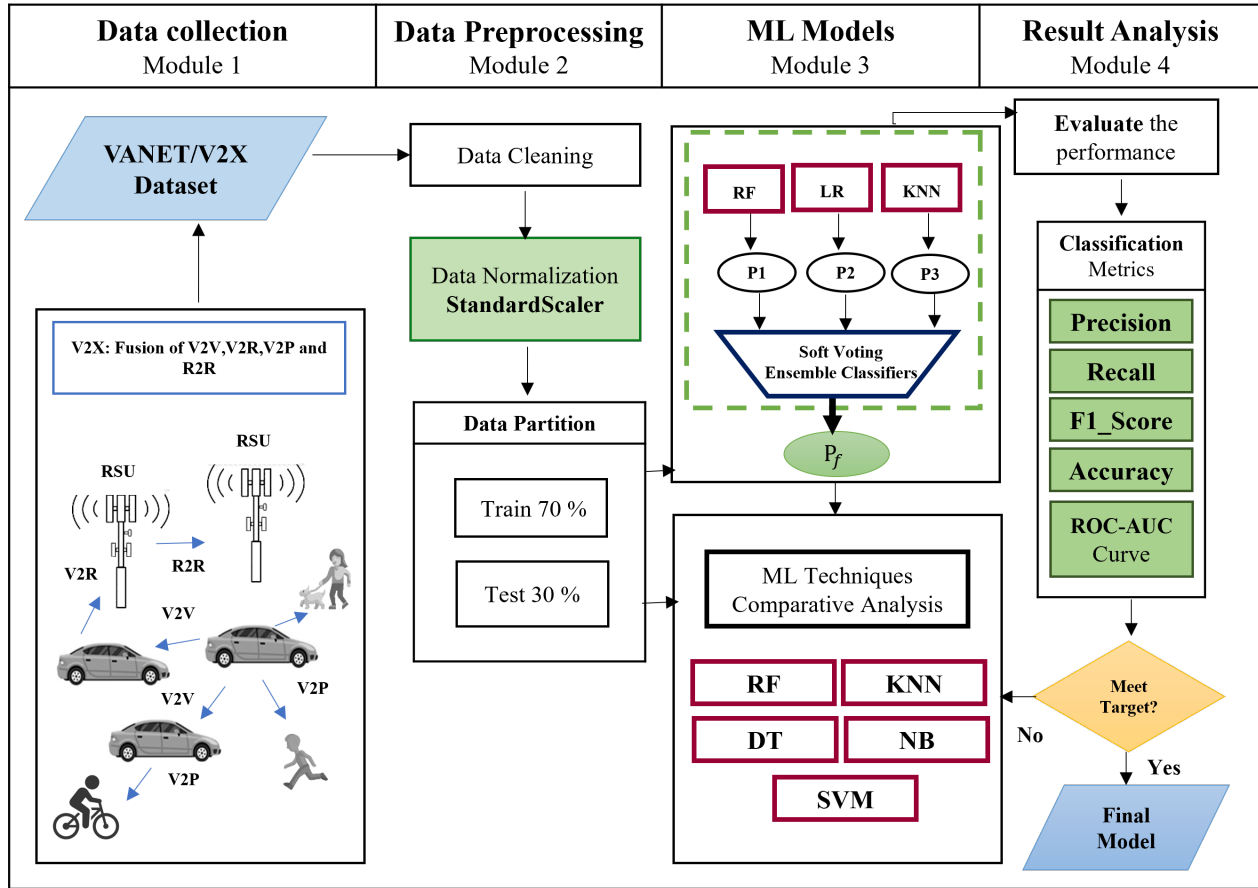 Data collection
Module 1
Data Preprocessing
Module 2
ML Models
Module 3
Result Analysis
Module 4
VANET/V2X
Dataset
V2X: Fusion of V2V,V2R,V2P and
R2R
RSU
RSU
V2R
R2R
V2V
V2V
V2P
V2P
Data Cleaning
Data Normalization
StandardScaler
Data Partition
Train 70 %
Test 30 %
RF
LR
KNN
P1
P2
P3
Soft Voting
Ensemble Classifiers
Pf
ML Techniques
Comparative Analysis
RF
KNN
DT
NB
SVM
Evaluate the
performance
Classification
Metrics
Precision
Recall
F1_Score
Accuracy
ROC-AUC
Curve
Meet
Target?
No
Yes
Final
Model